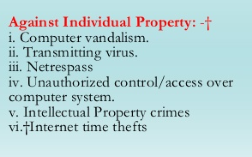 Against Individual Property: -†
i. Computer vandalism.
ii. Transmitting virus.
iii. Netrespass
iv. Unauthorized control/access over
computer system.
v. Intellectual Property crimes
vi.†Internet time thefts